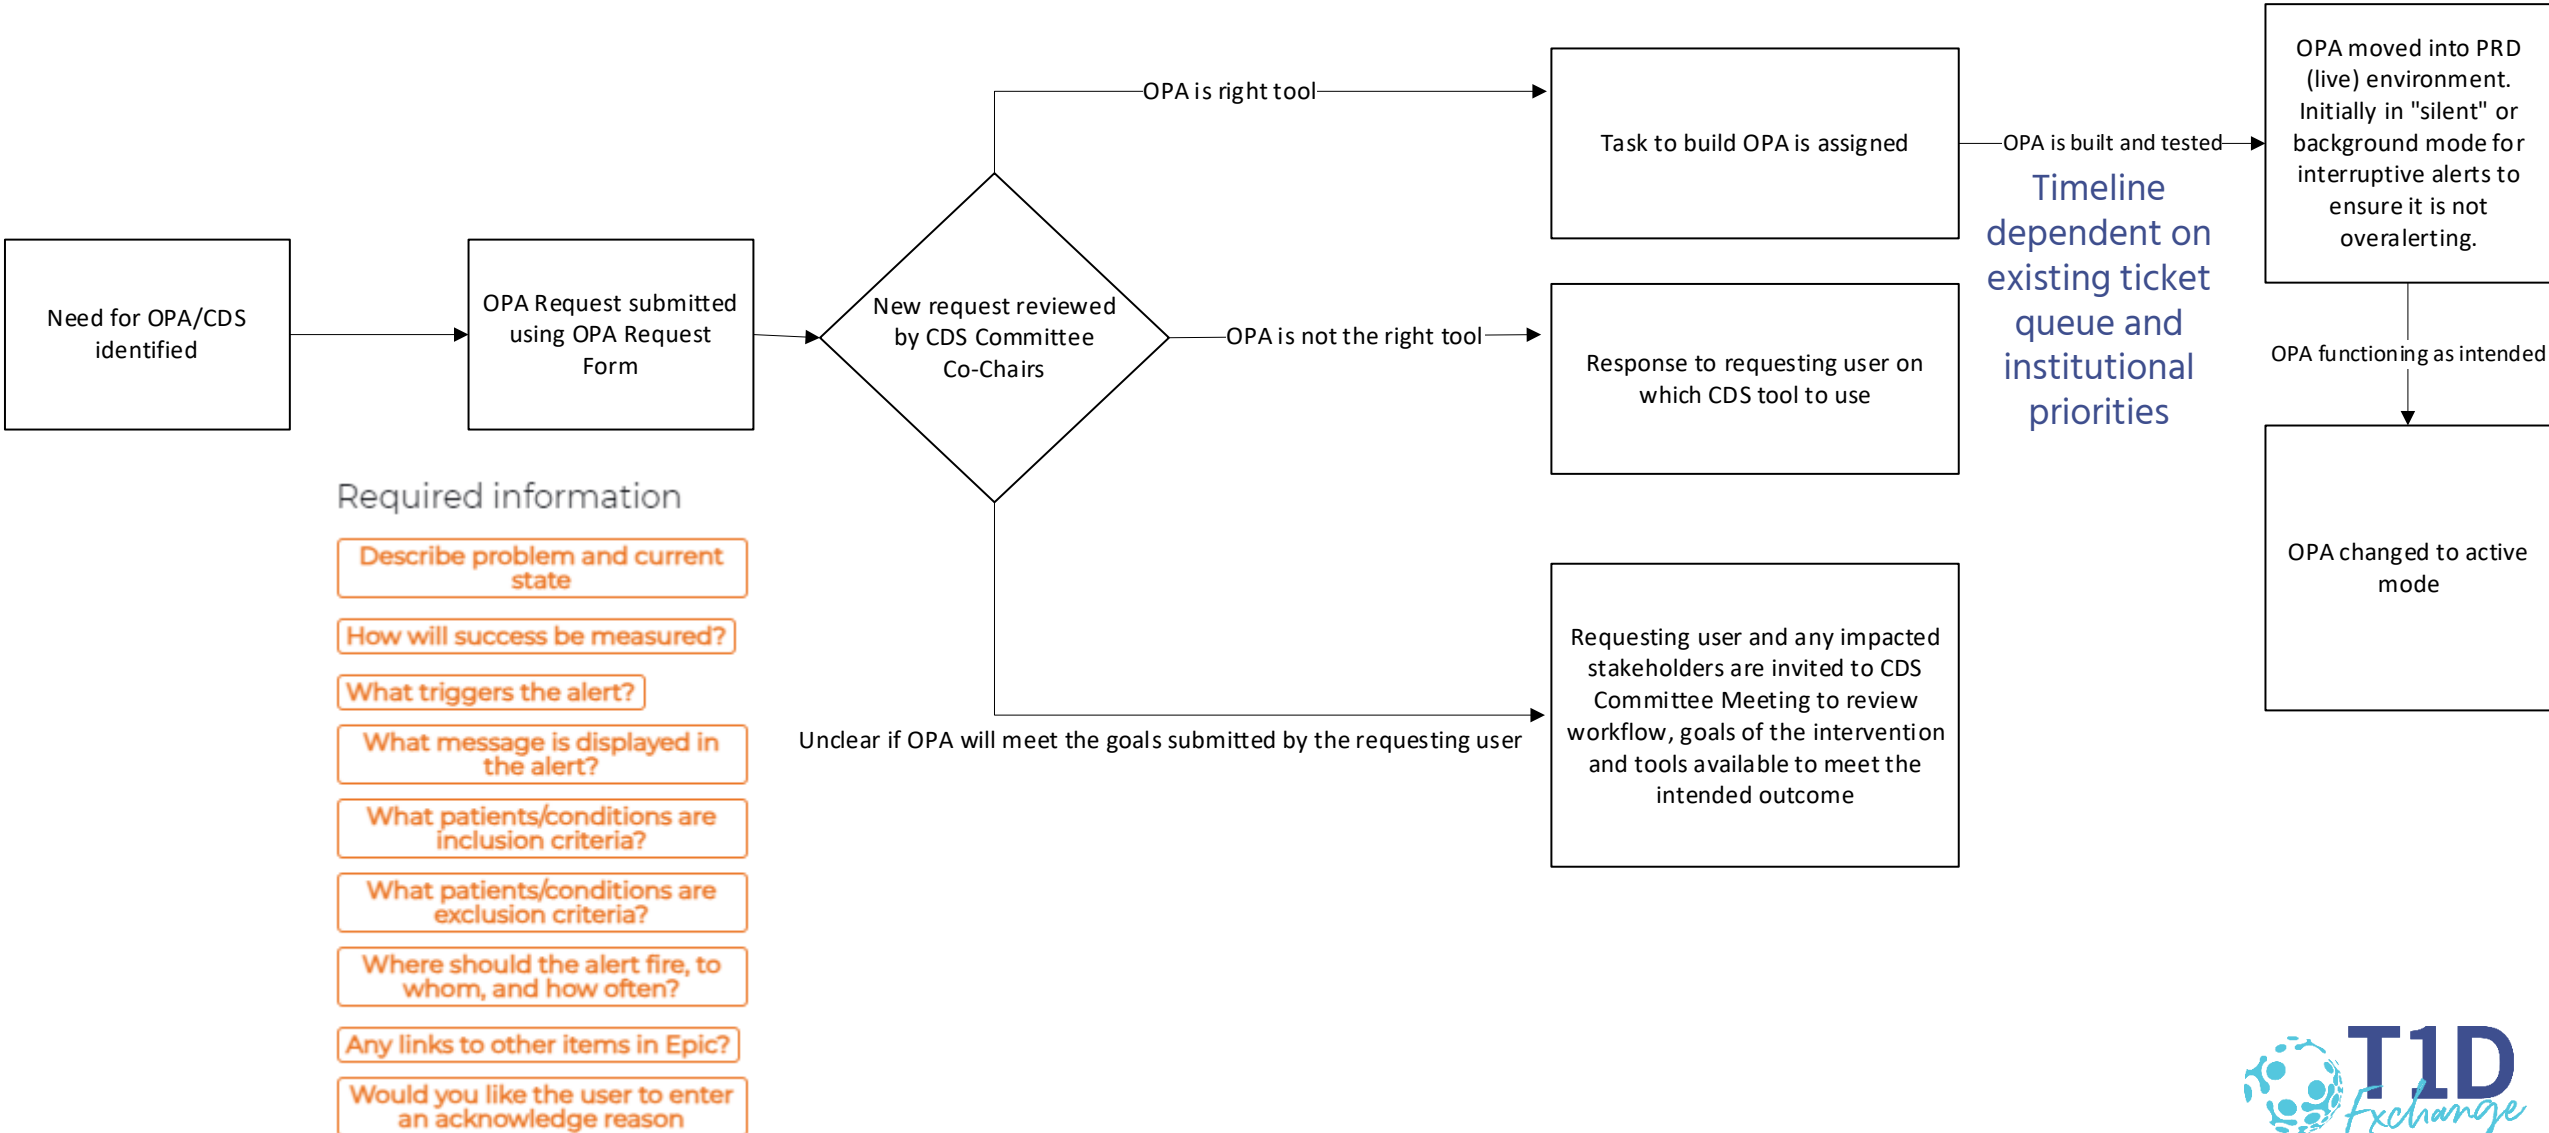 Need for OPA/CDS
identified
OPA Request submitted
using OPA Request
Form
New request reviewed
by CDS Committee
Co-Chairs
OPA is right tool
Task to build OPA is assigned
OPA is built and tested
Timeline
dependent on
existing ticket
queue and
institutional
priorities
OPA moved into PRD
(live) environment.
Initially in "silent" or
background mode for
interruptive alerts to
ensure it is not
overalerting.
OPA functioning as intended
OPA changed to active
mode
OPA is not the right tool
Response to requesting user on
which CDS tool to use
Unclear if OPA will meet the goals submitted by the requesting user
Requesting user and any impacted
stakeholders are invited to CDS
Committee Meeting to review
workflow, goals of the intervention
and tools available to meet the
intended outcome
Required information
Describe problem and current
state
How will success be measured?
What triggers the alert?
What message is displayed in
the alert?
What patients/conditions are
inclusion criteria?
What patients/conditions are
exclusion criteria?
Where should the alert fire, to
whom, and how often?
Any links to other items in Epic?
Would you like the user to enter
an acknowledge reason
T1D
Exchange